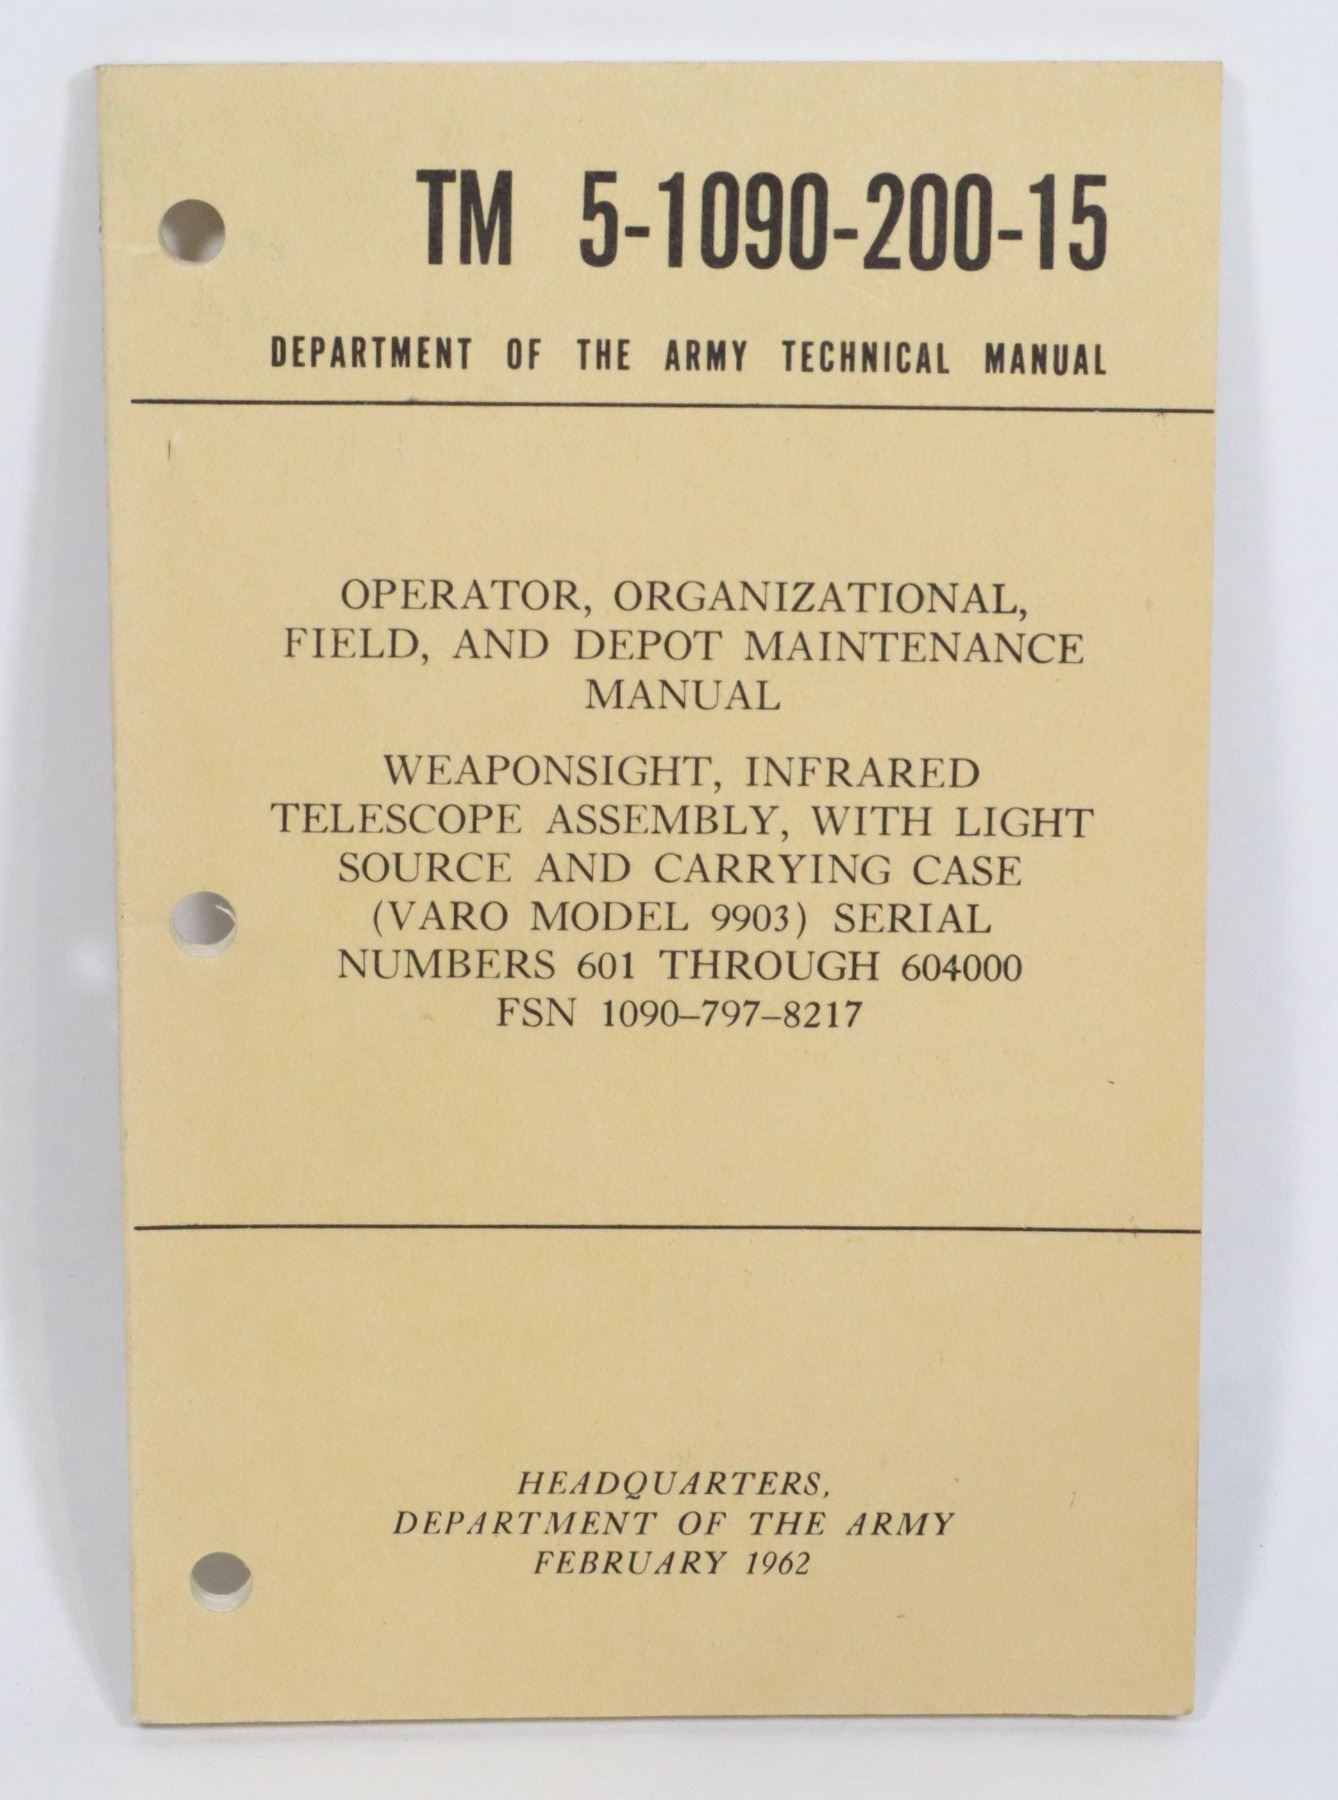 TM 5-1090-200-15
DEPARTMENT OF THE ARMY TECHNICAL MANUAL
OPERATOR, ORGANIZATIONAL,
FIELD, AND DEPOT MAINTENANCE
MANUAL
WEAPONSIGHT, INFRARED
TELESCOPE ASSEMBLY, WITH LIGHT
SOURCE AND CARRYING CASE
(VARO MODEL 9903) SERIAL
NUMBERS 601 THROUGH 604000
FSN 1090–797–8217
HEADQUARTERS,
DEPARTMENT OF THE ARMY
FEBRUARY 1962